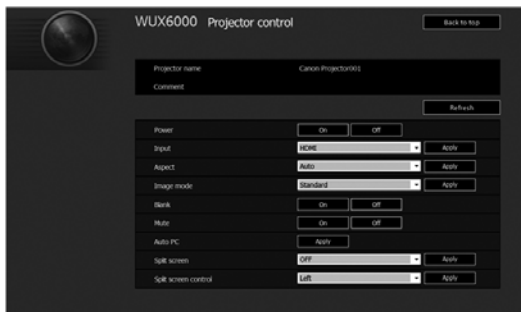 WUX6000 Projector control
Back to top
Projector name Canon Projector001
Comment
Refresh
Power On Off
Input HDMI Apply
Aspect Auto Apply
Image mode Standard Apply
Blank On Off
Mute On Off
Auto PC Apply
Split screen OFF Apply
Split screen control Left Apply